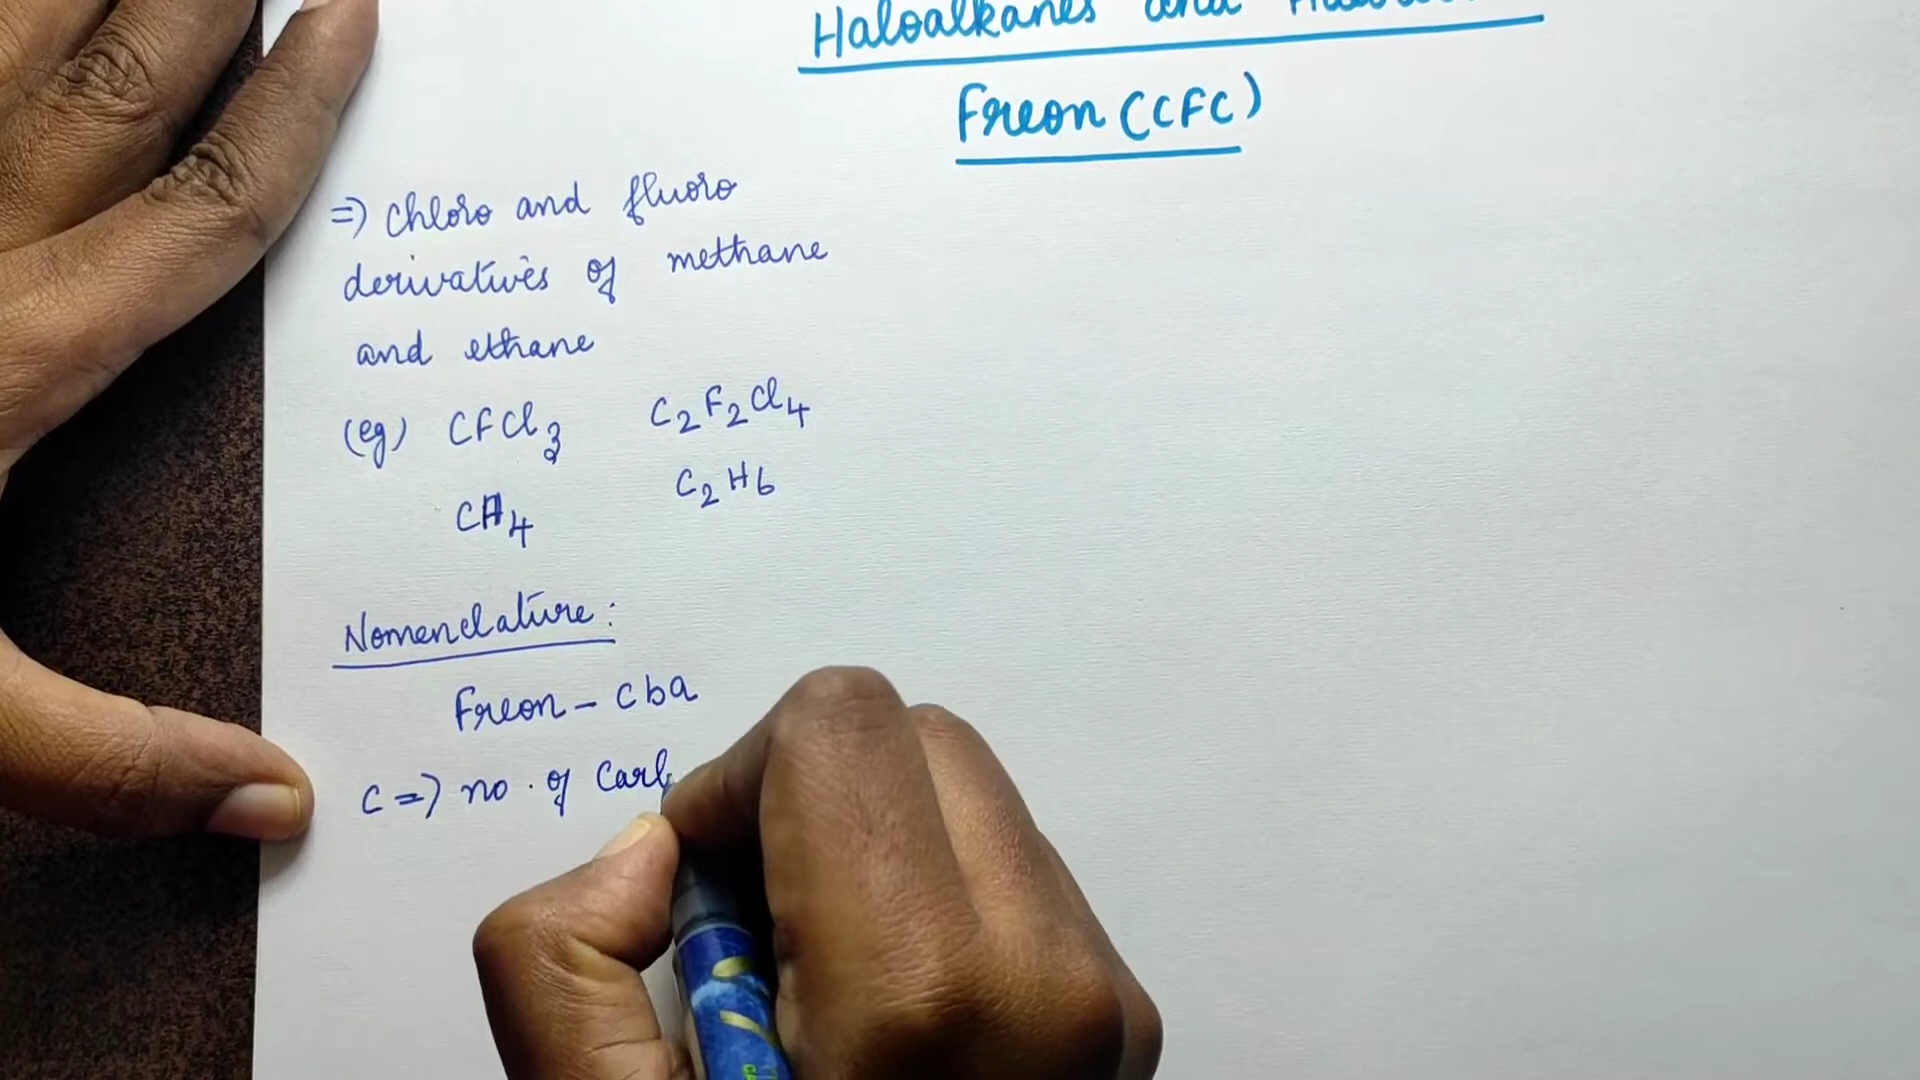 Haloalkanes and
Freon (CFC)
=) chloro and fluoro
derivatives of methane
and ethane
(eg) CFCl3 C2F2Cl4
CH4 C2H6
Nomenclature:
Freon - cba
C =) no. of Carb